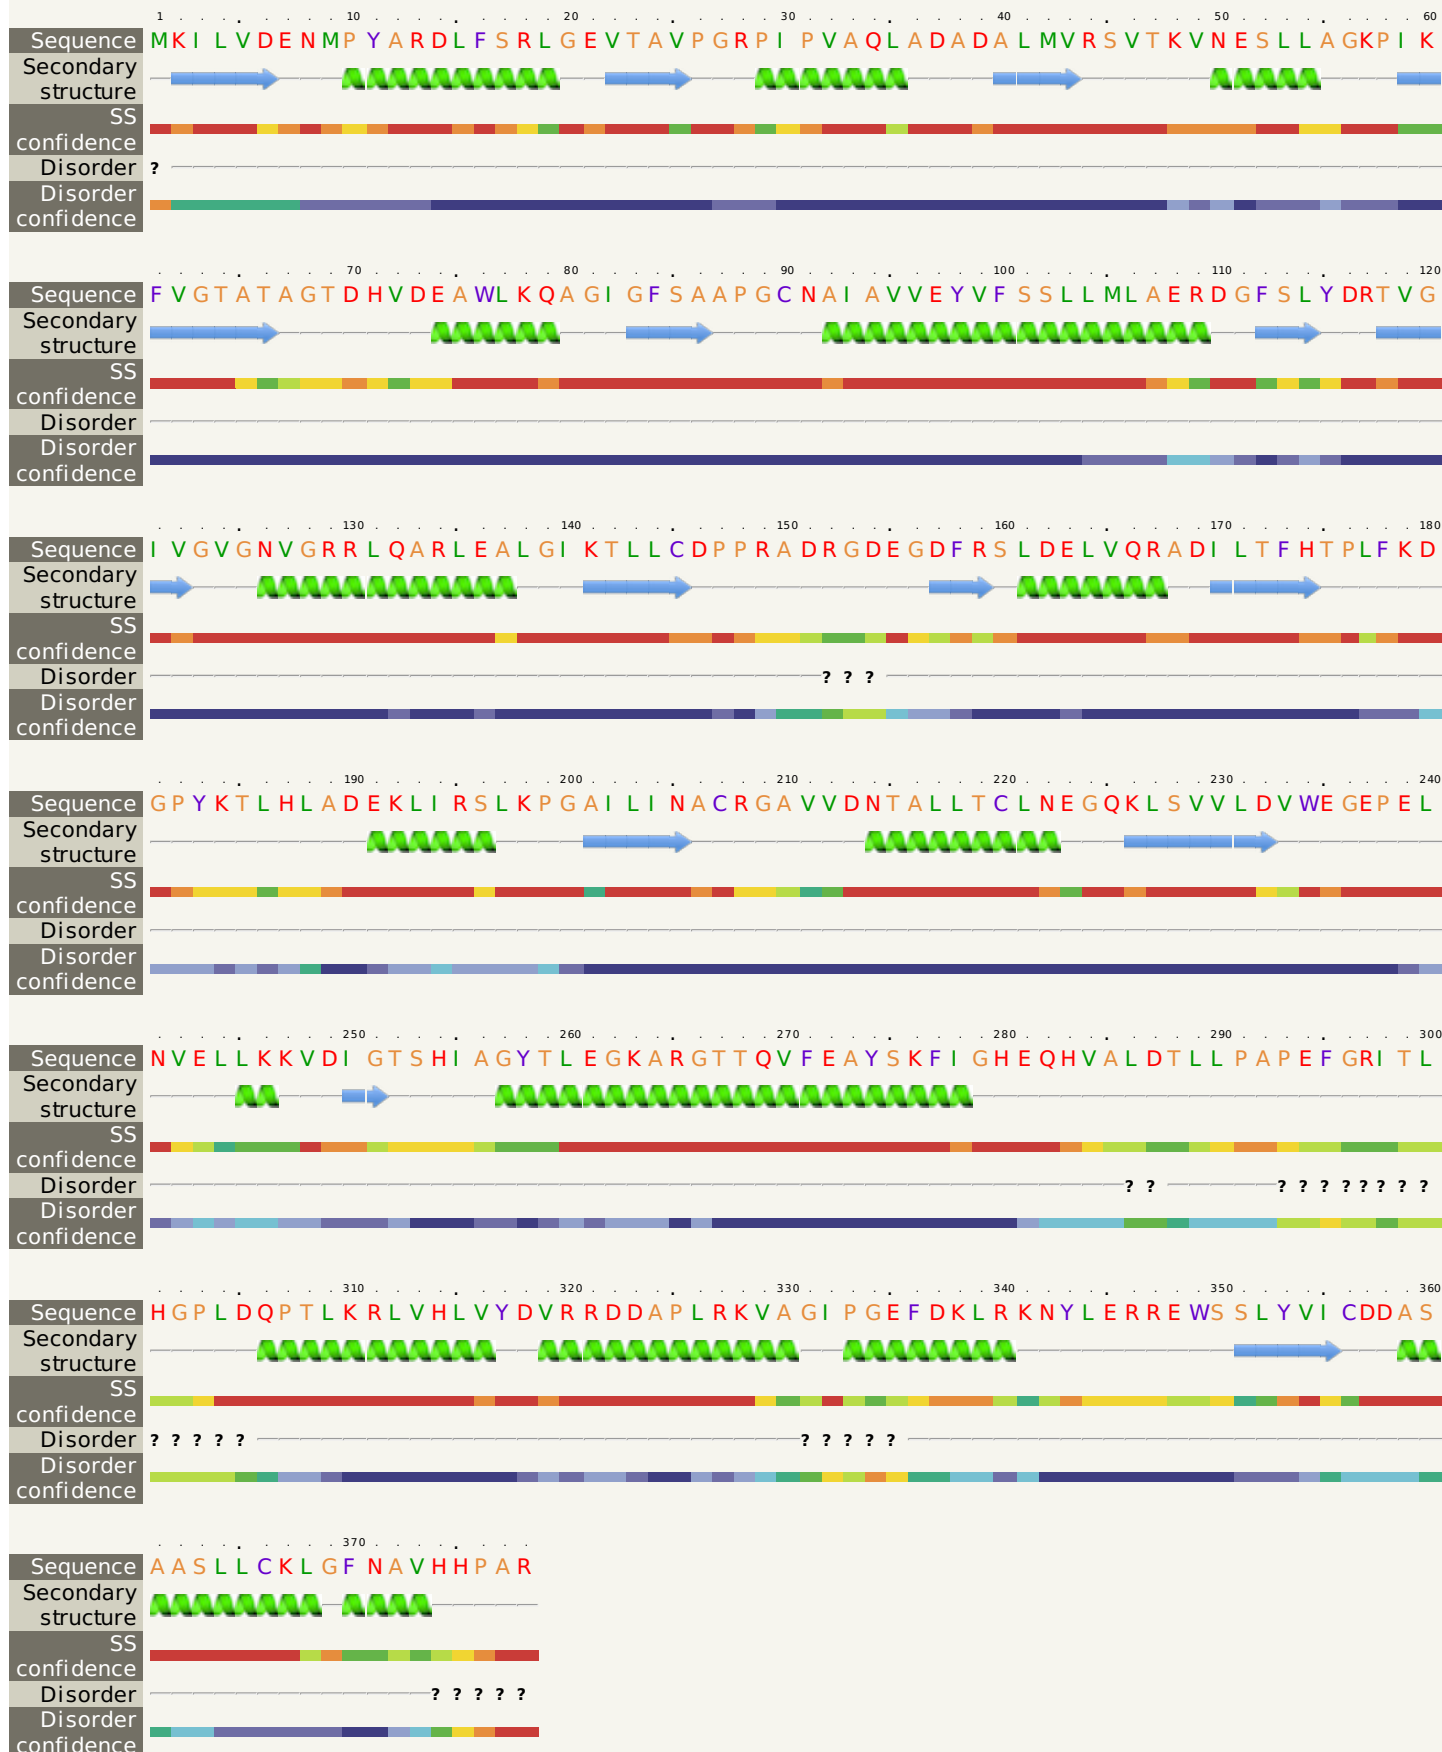 1 10 20 30 40 50 60
Sequence MKILVDENMPYARDLFSRLGEVTAVPGRPIPVAQLADADALMVRSVTKVNESLLAGKPIK
Secondary
structure
SS
confidence
Disorder ?
Disorder
confidence
70 80 90 100 110 120
Sequence FVGTATAGTDHVDEAWLKQAGIGFSAAPGCNAIAVVEYVFSSLLMLAERDGFSLYDRTVG
Secondary
structure
SS
confidence
Disorder
Disorder
confidence
130 140 150 160 170 180
Sequence IVGVGNVGRRLQARLEALGIKTLLCDPPRADRGDEGDFRSLDELVQRADILTFHTPLFKD
Secondary
structure
SS
confidence
Disorder ? ? ?
Disorder
confidence
190 200 210 220 230 240
Sequence GPYKTLHLADEKLIRSLKPGAILINACRGAVVDNTALLTCLNEGQKLSVVLDVWEGEPEL
Secondary
structure
SS
confidence
Disorder
Disorder
confidence
250 260 270 280 290 300
Sequence NVELLKKVDIGTSHIAGYTLEGKARGTTQVFEAYSKFIGHEQHVALDTLLPAPEFGRITL
Secondary
structure
SS
confidence
Disorder ? ? ? ? ? ? ? ? ? ?
Disorder
confidence
310 320 330 340 350 360
Sequence HGPLDQPTLKRLVHLVYDVRRDDAPLRKVAGIPGEFDKLRKNYLERREWSSLYVICDDAS
Secondary
structure
SS
confidence
Disorder ? ? ? ? ? ? ? ? ? ?
Disorder
confidence
370
Sequence AASLLCKLGFNAVHHPAR
Secondary
structure
SS
confidence
Disorder ? ? ? ? ?
Disorder
confidence